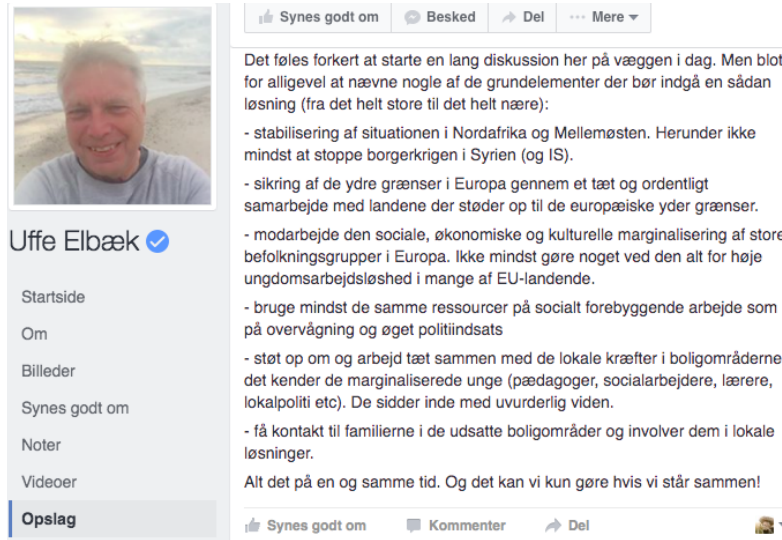 Synes godt om
Besked
Del
Mere
Det føles forkert at starte en lang diskussion her på væggen i dag. Men blot
for alligevel at nævne nogle af de grundelementer der bør indgå en sådan
løsning (fra det helt store til det helt nære):
- stabilisering af situationen i Nordafrika og Mellemøsten. Herunder ikke
mindst at stoppe borgerkrigen i Syrien (og IS).
- sikring af de ydre grænser i Europa gennem et tæt og ordentligt
samarbejde med landene der støder op til de europæiske yder grænser.
- modarbejde den sociale, økonomiske og kulturelle marginalisering af store
befolkningsgrupper i Europa. Ikke mindst gøre noget ved den alt for høje
ungdomsarbejdsløshed i mange af EU-landende.
- bruge mindst de samme ressourcer på socialt forebyggende arbejde som
på overvågning og øget politiindsats
- støt op om og arbejd tæt sammen med de lokale kræfter i boligområderne
det kender de marginaliserede unge (pædagoger, socialarbejdere, lærere,
lokalpoliti etc). De sidder inde med uvurderlig viden.
- få kontakt til familierne i de udsatte boligområder og involver dem i lokale
løsninger.
Alt det på en og samme tid. Og det kan vi kun gøre hvis vi står sammen!
Synes godt om
Kommenter
Del
Uffe Elbæk
Startside
Om
Billeder
Synes godt om
Noter
Videoer
Opslag